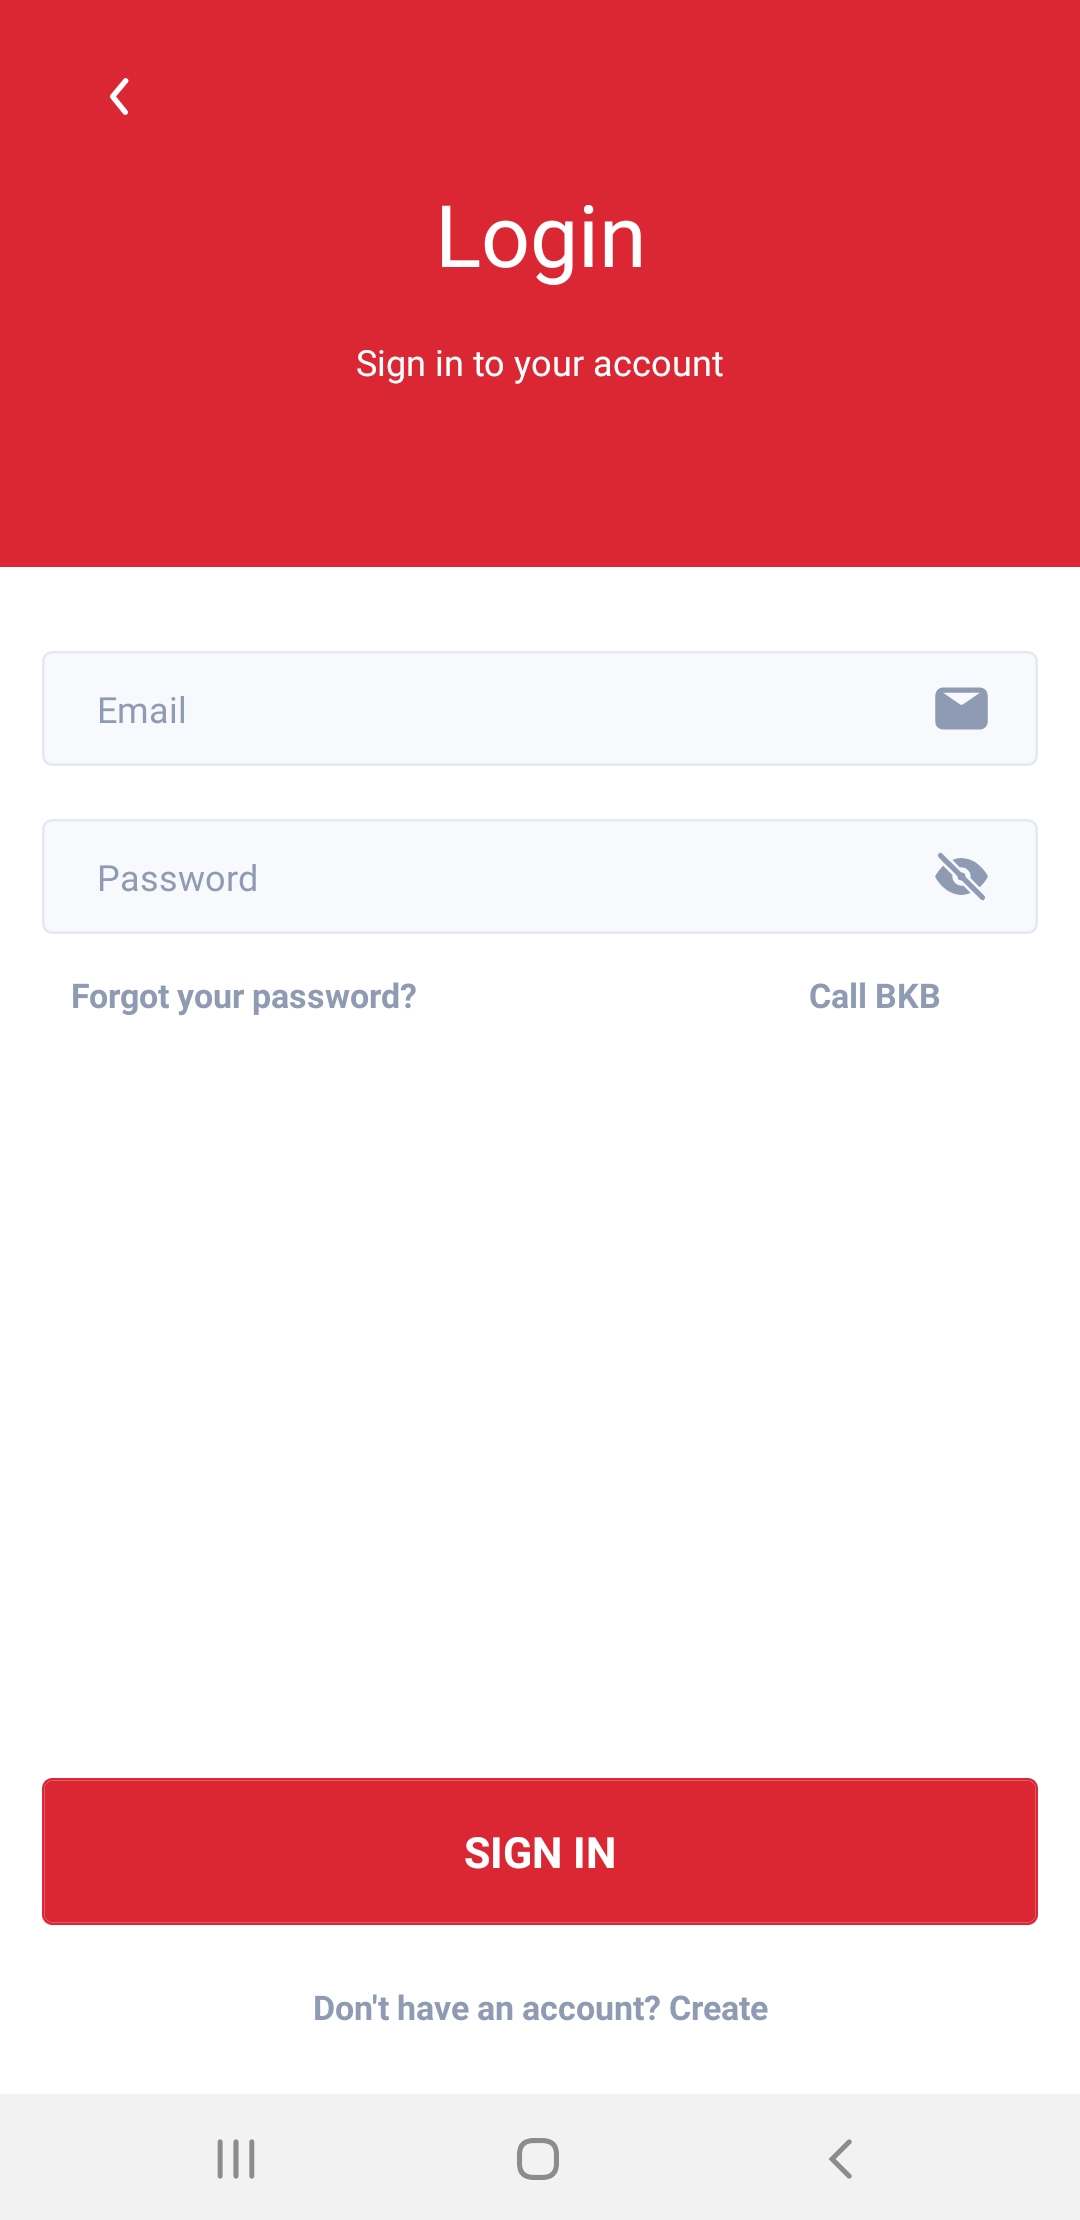 Login
Sign in to your account
Email
Password
Forgot your password? Call BKB
SIGN IN
Don't have an account? Create